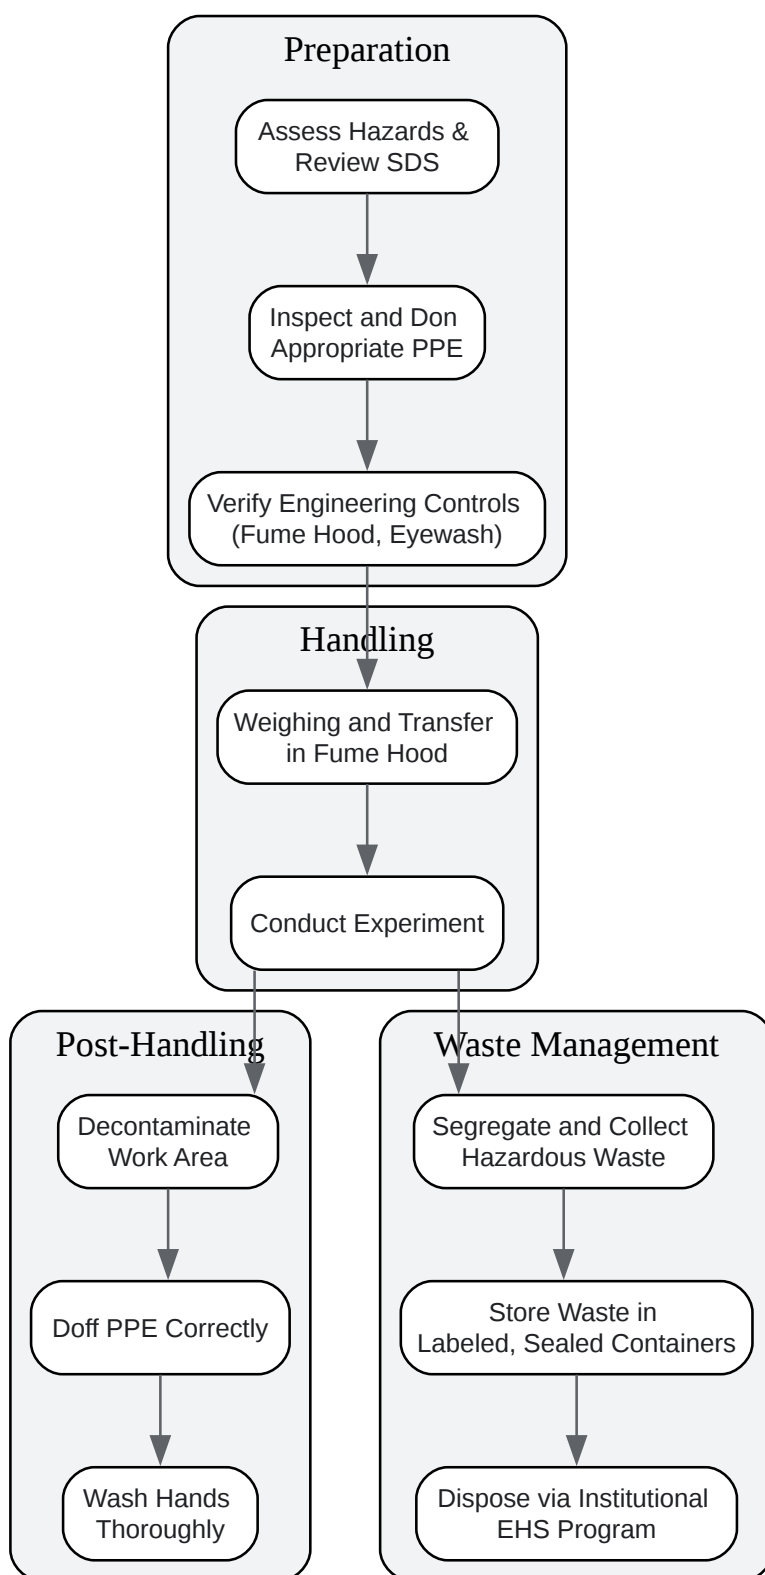 Preparation
Assess Hazards &
Review SDS
Inspect and Don
Appropriate PPE
Verify Engineering Controls
(Fume Hood, Eyewash)
Handling
Weighing and Transfer
in Fume Hood
Conduct Experiment
Post-Handling
Decontaminate
Work Area
Doff PPE Correctly
Wash Hands
Thoroughly
Waste Management
Segregate and Collect
Hazardous Waste
Store Waste in
Labeled, Sealed Containers
Dispose via Institutional
EHS Program